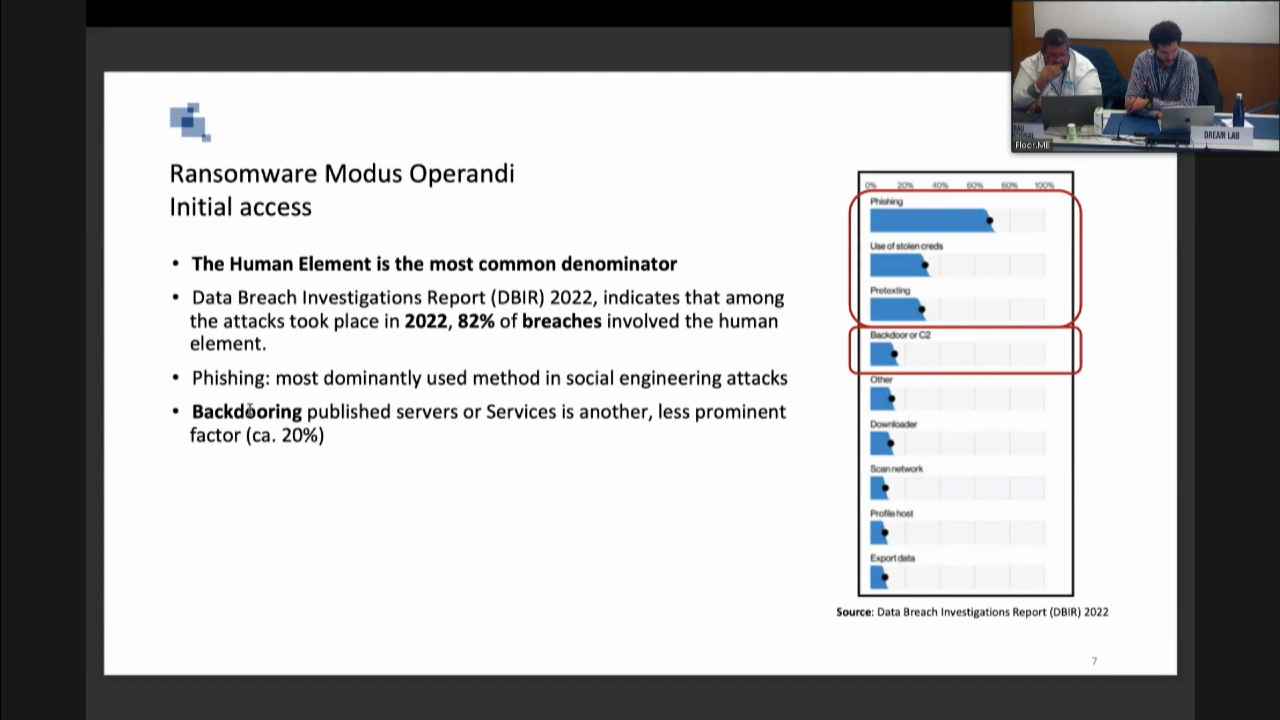 Ransomware Modus Operandi
Initial access
• The Human Element is the most common denominator
• Data Breach Investigations Report (DBIR) 2022, indicates that among
the attacks took place in 2022, 82% of breaches involved the human
element.
• Phishing: most dominantly used method in social engineering attacks
• Backdooring published servers or Services is another, less prominent
factor (ca. 20%)
0% 20% 40% 60% 80% 100%
Phishing
Use of stolen creds
Pretexting
Backdoor or C2
Other
Downloader
Scan network
Profile host
Export data
Source: Data Breach Investigations Report (DBIR) 2022
7
DREAM LAB
Floor.ME